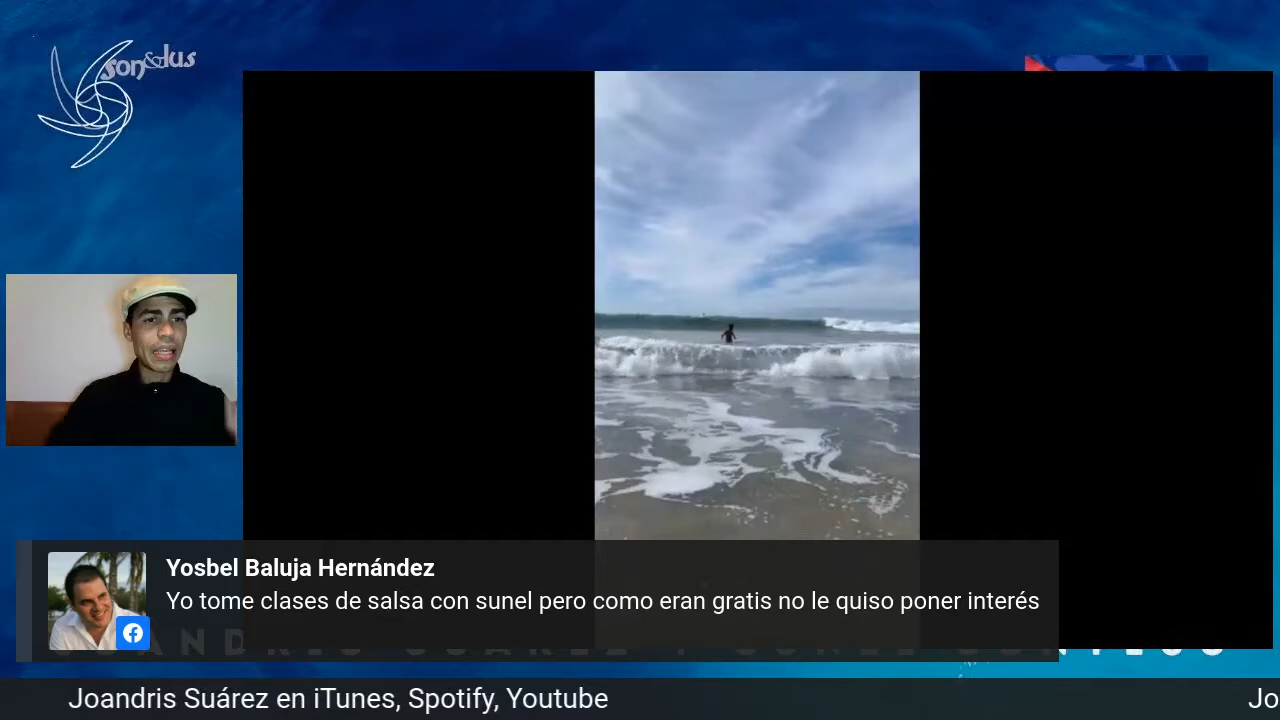 son&lus
Yosbel Baluja Hernández
Yo tome clases de salsa con sunel pero como eran gratis no le quiso poner interés
Joandris Suárez en iTunes, Spotify, Youtube
Jo